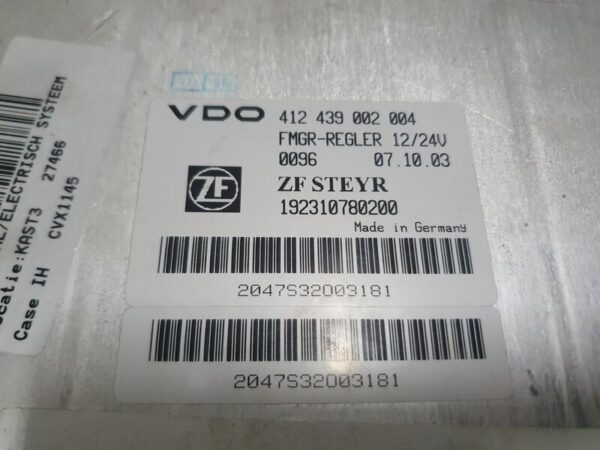 VDO 412 439 002 004
FMGR-REGLER 12/24V
0096 07.10.03
ZF
ZF STEYR
192310780200
Made in Germany
2047S32003181
2047S32003181
/ELECTRISCH SYSTEEM
ocatie:KAST3 27466
Case IH CVX1145